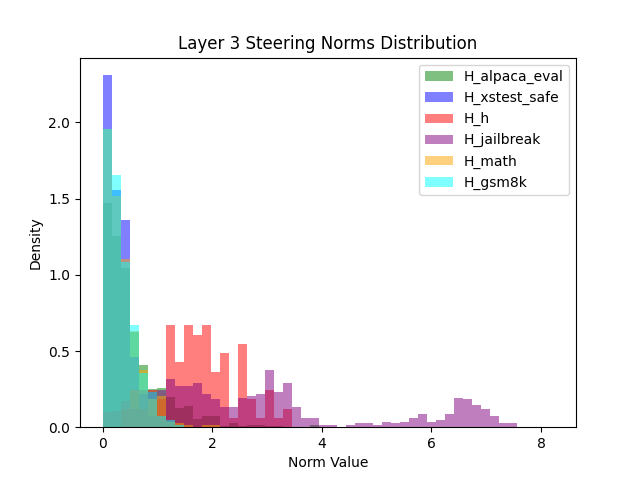 Layer 3 Steering Norms Distribution
H_alpaca_eval
H_xstest_safe
H_h
H_jailbreak
H_math
H_gsm8k
2.0
1.5
1.0
0.5
0.0
Density
0 2 4 6 8
Norm Value